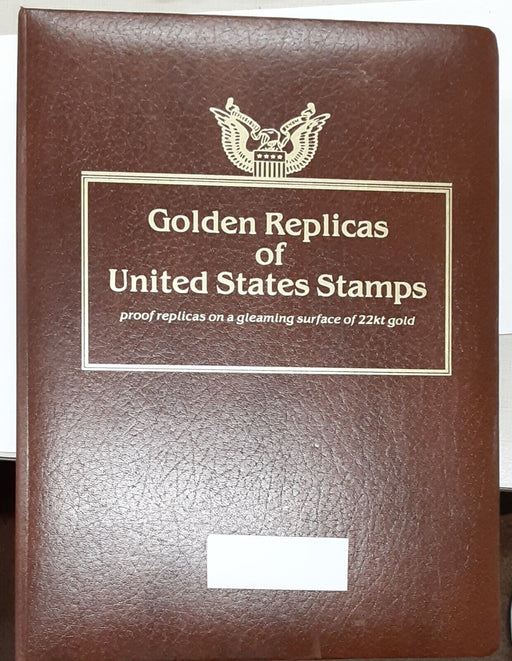 Golden Replicas
of
United States Stamps
proof replicas on a gleaming surface of 22kt gold